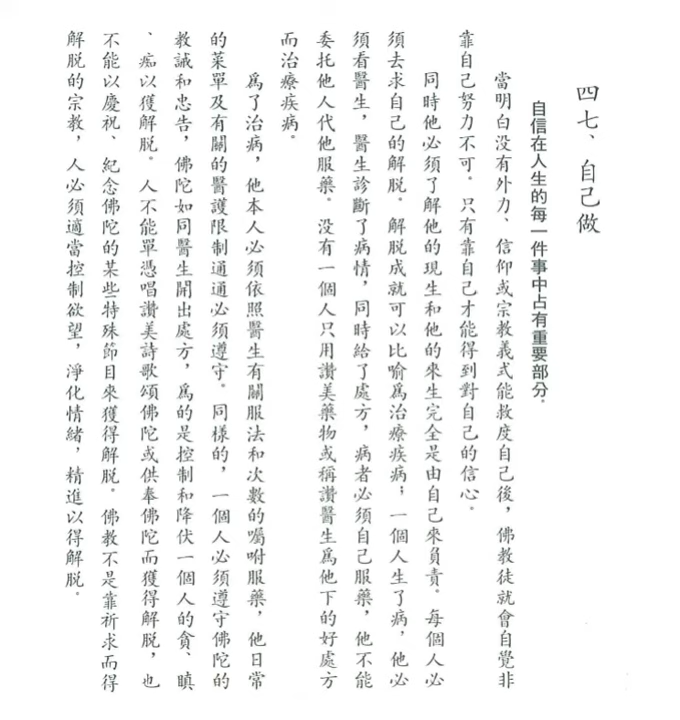 四七、自己做
自信在人生的每一件事中占有重要部分.
當明白没有外力、信仰或宗教義式能救度自己後，佛教徒就會自覺非
靠自己努力不可。只有靠自己才能得到對自己的信心。
同時他必須了解他的現生和他的來生完全是由自己來負責。每個人必
須去求自己的解脱。解脱成就可以比喻爲治療疾病；一個人生了病，他必
須看醫生，醫生診斷了病情，同時給了處方，病者必須自己服藥，他不能
委托他人代他服藥。没有一個人只用讚美藥物或稱讚醫生爲他下的好處方
而治療疾病。
爲了治病，他本人必須依照醫生有關服法和次數的囑咐服藥，他日常
的菜單及有關的醫護限制通通必須遵守。同樣的，一個人必須遵守佛陀的
教誡和忠告，佛陀如同醫生開出處方，爲的是控制和降伏一個人的貪、瞋
、痴以獲解脱。人不能單憑唱讚美詩歌頌佛陀或供奉佛陀而獲得解脱，也
不能以慶祝、紀念佛陀的某些特殊節目來獲得解脱。佛教不是靠祈求而得
解脱的宗教，人必須適當控制欲望，淨化情緒，精進以得解脱。